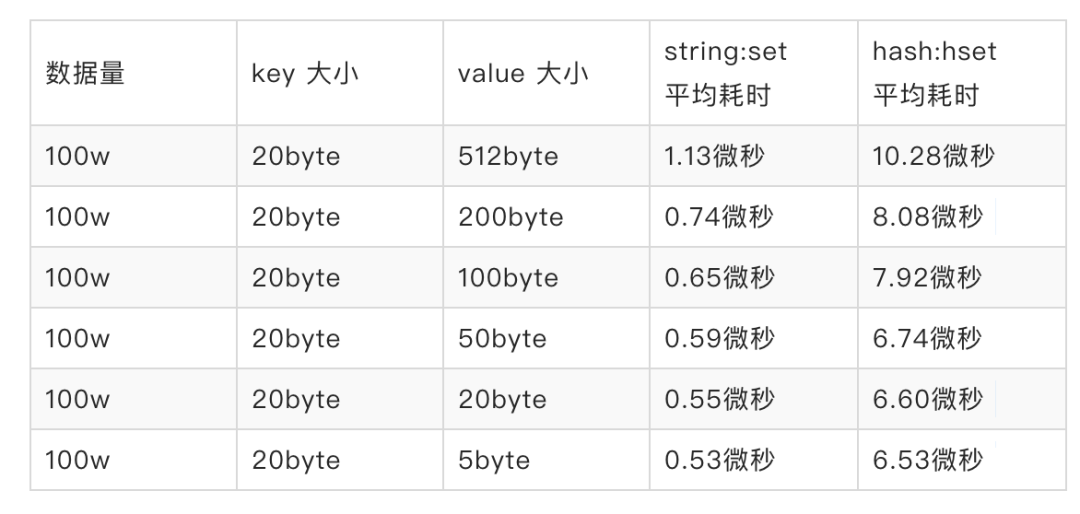 数据量 key 大小 value 大小 string:set 平均耗时 hash:hset 平均耗时
100w 20byte 512byte 1.13微秒 10.28微秒
100w 20byte 200byte 0.74微秒 8.08微秒
100w 20byte 100byte 0.65微秒 7.92微秒
100w 20byte 50byte 0.59微秒 6.74微秒
100w 20byte 20byte 0.55微秒 6.60微秒
100w 20byte 5byte 0.53微秒 6.53微秒